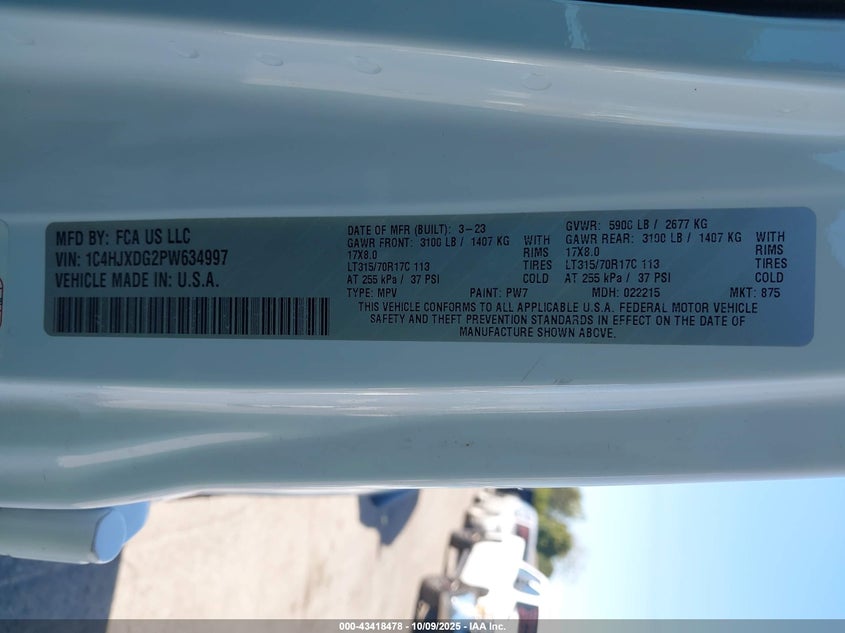 MFD BY: FCA US LLC
VIN: 1C4HJXDG2PW634997
VEHICLE MADE IN: U.S.A.
DATE OF MFR (BUILT): 3-23
GAWR FRONT: 3100 LB / 1407 KG WITH
17X8.0 RIMS
LT315/70R17C 113 TIRES
AT 255 kPa / 37 PSI COLD
TYPE: MPV PAINT: PW7
GVWR: 5900 LB / 2677 KG
GAWR REAR: 3100 LB / 1407 KG WITH
17X8.0 RIMS
LT315/70R17C 113 TIRES
AT 255 kPa / 37 PSI COLD
MDH: 022215 MKT: 875
THIS VEHICLE CONFORMS TO ALL APPLICABLE U.S.A. FEDERAL MOTOR VEHICLE
SAFETY AND THEFT PREVENTION STANDARDS IN EFFECT ON THE DATE OF
MANUFACTURE SHOWN ABOVE.
000-43418478 - 10/09/2025 - IAA Inc.